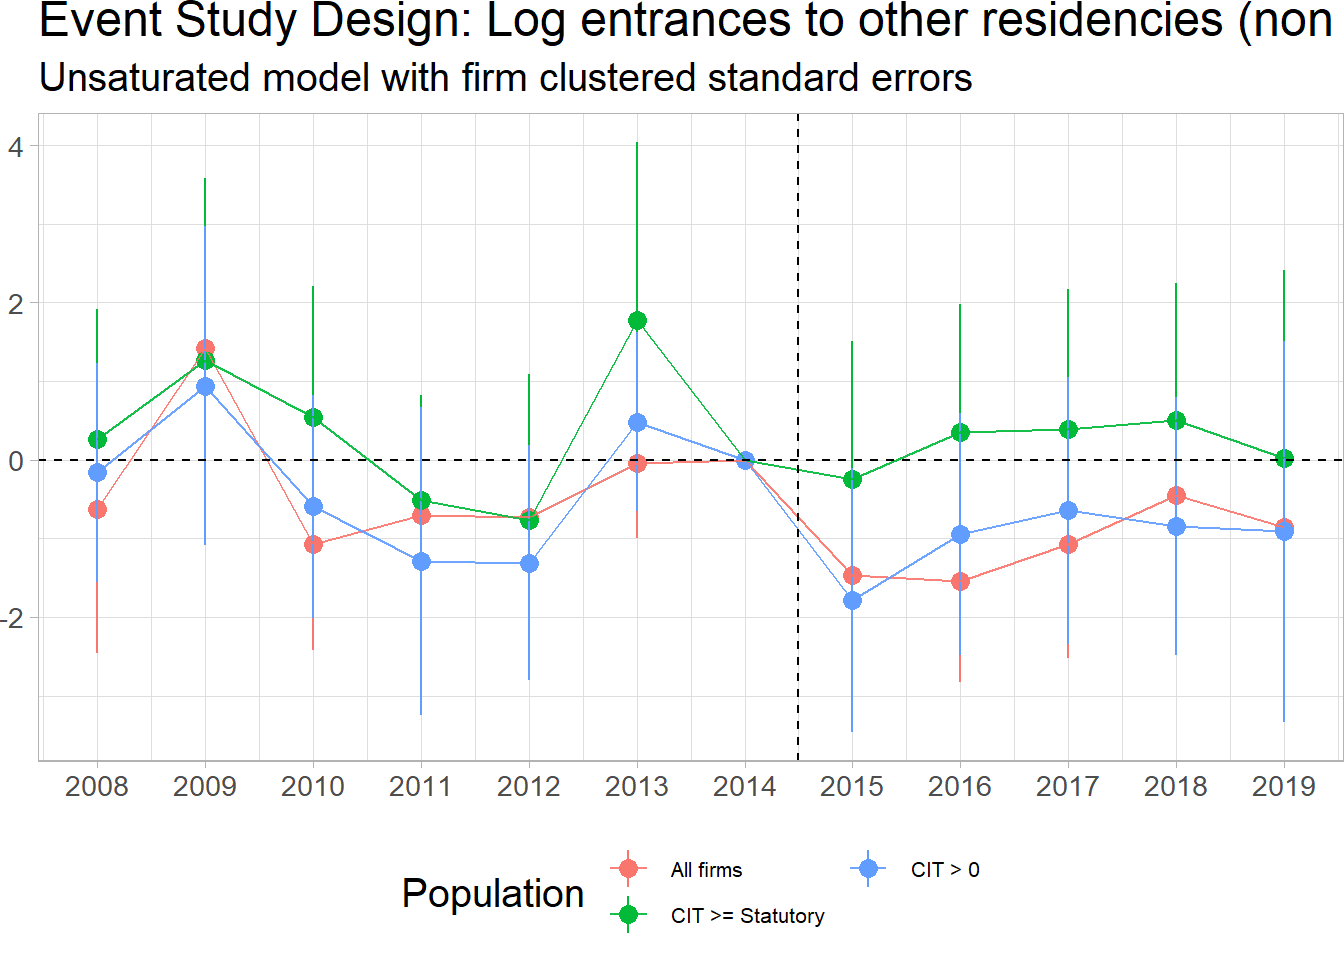 Event Study Design: Log entrances to other residencies (non
Unsaturated model with firm clustered standard errors
4
2
0
-2
2008 2009 2010 2011 2012 2013 2014 2015 2016 2017 2018 2019
Population
All firms
CIT > 0
CIT >= Statutory